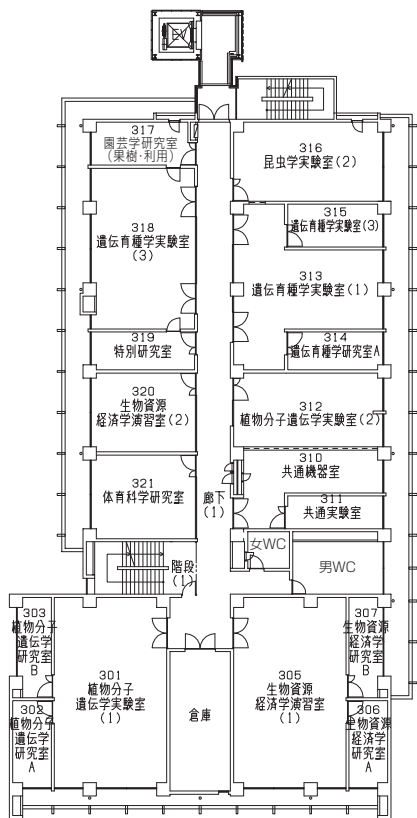 EV
317
園芸学研究室
(果樹・利用)
316
昆虫学実験室(2)
315
遺伝育種学実験室(3)
318
遺伝育種学実験室
(3)
313
遺伝育種学実験室(1)
319
特別研究室
314
遺伝育種学研究室A
320
生物資源
経済学演習室(2)
312
植物分子遺伝学実験室(2)
310
共通機器室
321
体育科学研究室
廊下
(1)
311
共通実験室
階段
(1)
女WC
男WC
303
植物分子
遺伝学
研究室
B
301
植物分子
遺伝学実験室
(1)
倉庫
305
生物資源
経済学演習室
(1)
307
生物資源
経済学
研究室
B
302
植物分子
遺伝学
研究室
A
306
生物資源
経済学
研究室
A